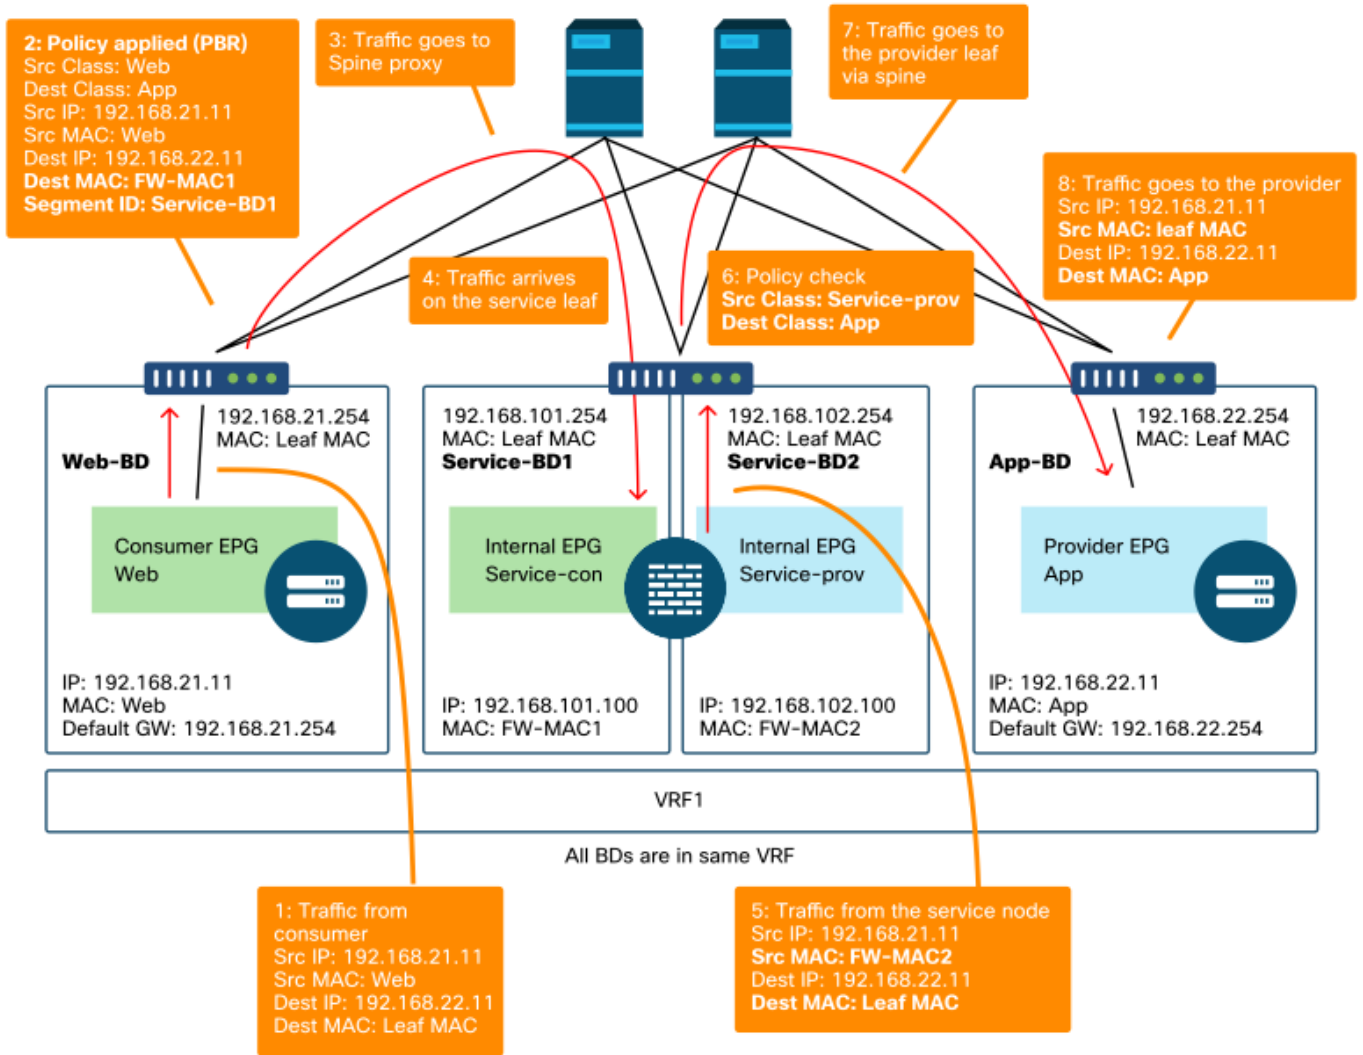 2: Policy applied (PBR)
Src Class: Web
Dest Class: App
Src IP: 192.168.21.11
Src MAC: Web
Dest IP: 192.168.22.11
Dest MAC: FW-MAC1
Segment ID: Service-BD1
3: Traffic goes to
Spine proxy
7: Traffic goes to
the provider leaf
via spine
8: Traffic goes to the provider
Src IP: 192.168.21.11
Src MAC: leaf MAC
Dest IP: 192.168.22.11
Dest MAC: App
4: Traffic arrives
on the service leaf
6: Policy check
Src Class: Service-prov
Dest Class: App
192.168.21.254
MAC: Leaf MAC
Web-BD
Consumer EPG
Web
IP: 192.168.21.11
MAC: Web
Default GW: 192.168.21.254
192.168.101.254
MAC: Leaf MAC
Service-BD1
Internal EPG
Service-con
IP: 192.168.101.100
MAC: FW-MAC1
192.168.102.254
MAC: Leaf MAC
Service-BD2
Internal EPG
Service-prov
IP: 192.168.102.100
MAC: FW-MAC2
192.168.22.254
MAC: Leaf MAC
App-BD
Provider EPG
App
IP: 192.168.22.11
MAC: App
Default GW: 192.168.22.254
VRF1
All BDs are in same VRF
1: Traffic from
consumer
Src IP: 192.168.21.11
Src MAC: Web
Dest IP: 192.168.22.11
Dest MAC: Leaf MAC
5: Traffic from the service node
Src IP: 192.168.21.11
Src MAC: FW-MAC2
Dest IP: 192.168.22.11
Dest MAC: Leaf MAC